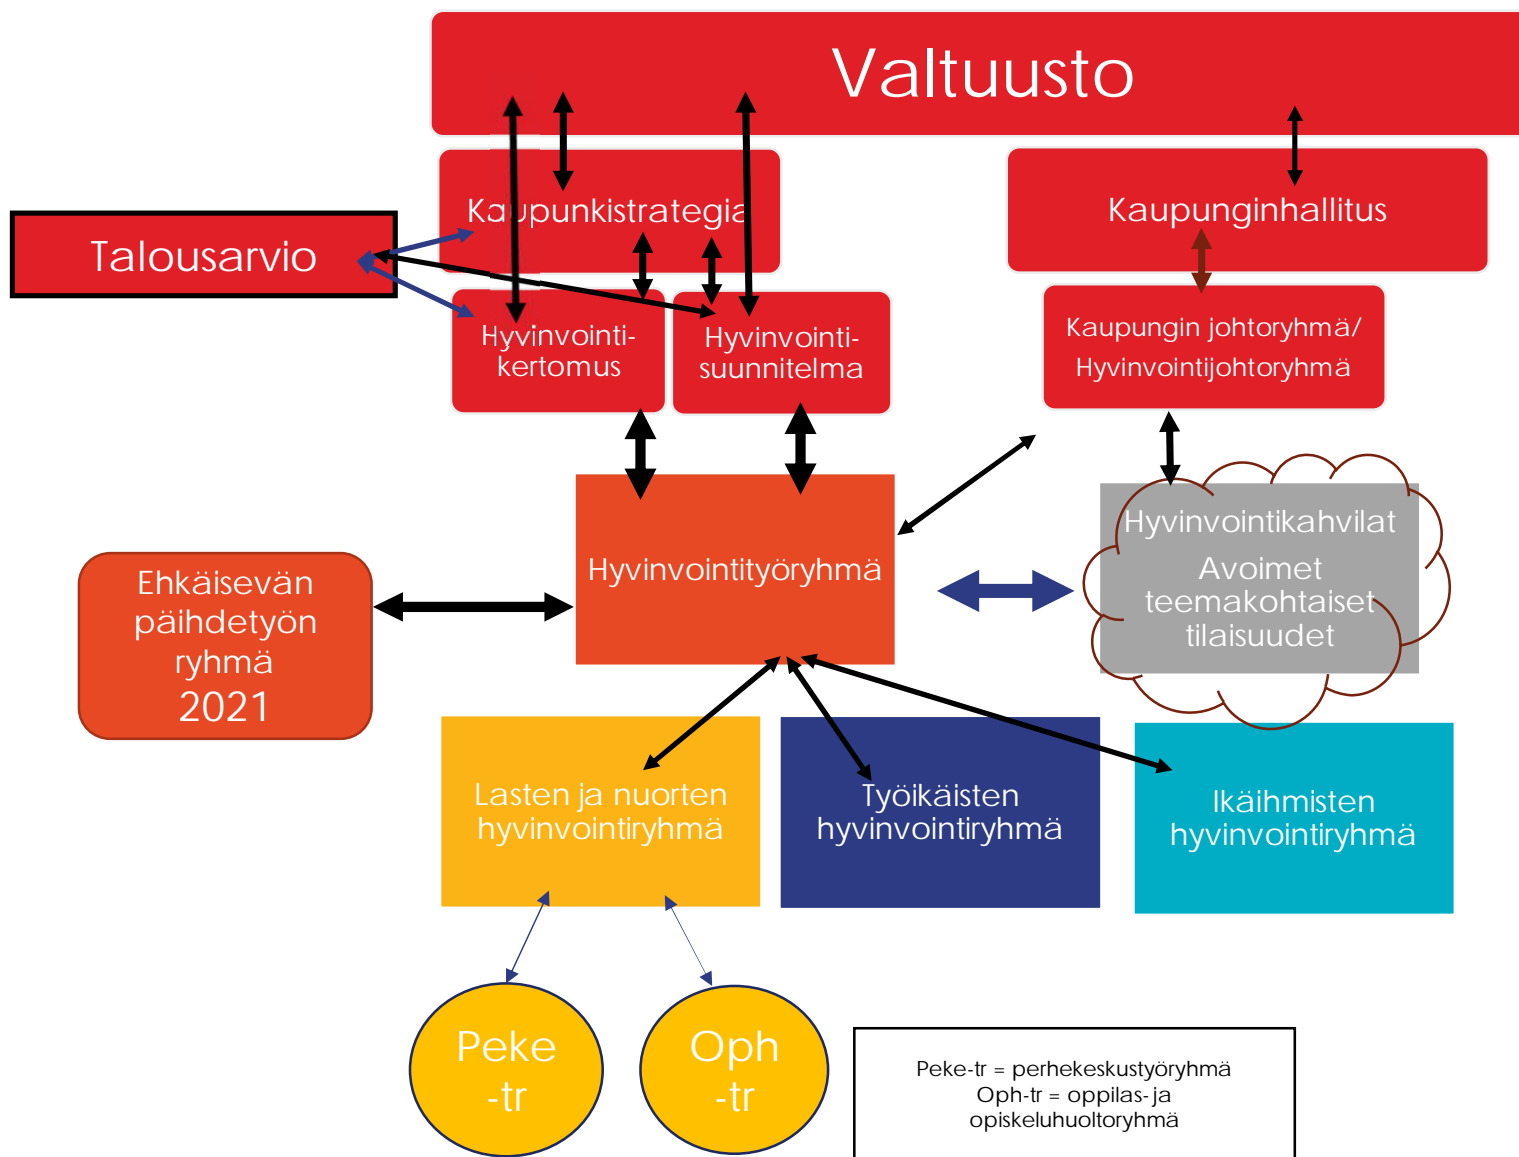 Valtuusto
Kaupunkistrategia
Kaupunginhallitus
Talousarvio
Hyvinvointi-
kertomus
Hyvinvointi-
suunnitelma
Kaupungin johtoryhmä/
Hyvinvointijohtoryhmä
Hyvinvointityöryhmä
Hyvinvointikahvilat
Avoimet
teemakohtaiset
tilaisuudet
Ehkäisevän
päihdetyön
ryhmä
2021
Lasten ja nuorten
hyvinvointiryhmä
Työikäisten
hyvinvointiryhmä
Ikäihmisten
hyvinvointiryhmä
Peke
-tr
Oph
-tr
Peke-tr = perhekeskustyöryhmä
Oph-tr = oppilas- ja
opiskeluhuoltoryhmä